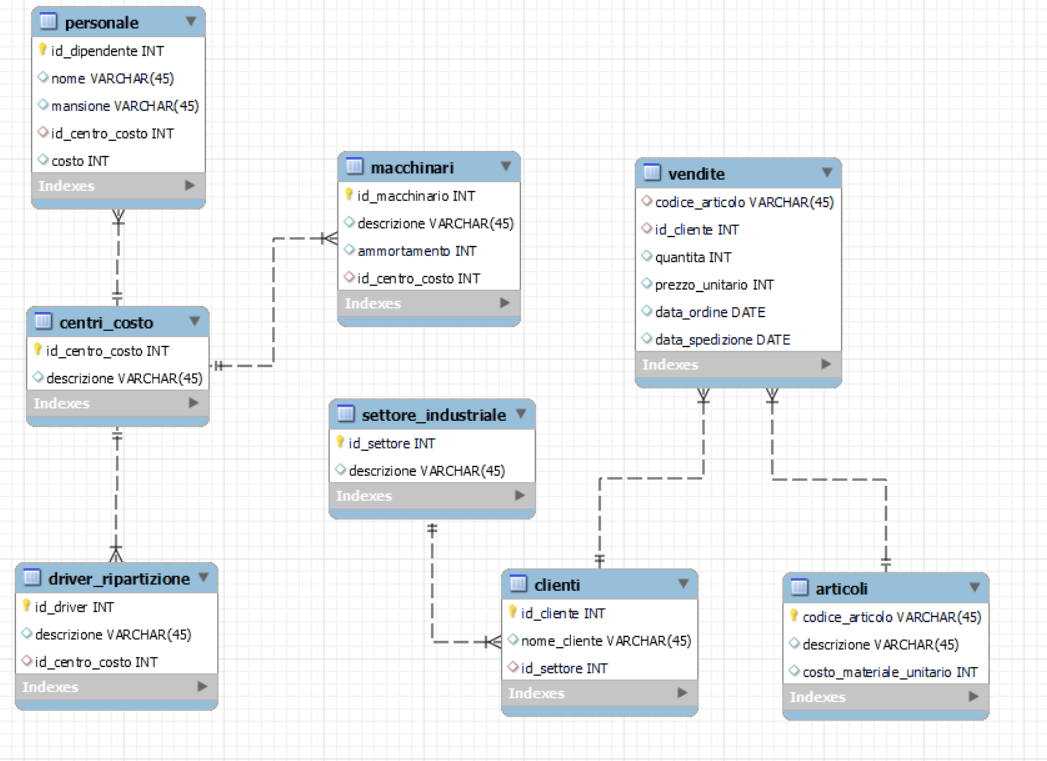 personale
id_dipendente INT
nome VARCHAR(45)
mansione VARCHAR(45)
id_centro_costo INT
costo INT
Indexes
macchinari
id_macchinario INT
descrizione VARCHAR(45)
ammortamento INT
id_centro_costo INT
Indexes
vendite
codice_articolo VARCHAR(45)
id_cliente INT
quantita INT
prezzo_unitario INT
data_ordine DATE
data_spedizione DATE
Indexes
centri_costo
id_centro_costo INT
descrizione VARCHAR(45)
Indexes
settore_industriale
id_settore INT
descrizione VARCHAR(45)
Indexes
driver_ripartizione
id_driver INT
descrizione VARCHAR(45)
id_centro_costo INT
Indexes
clienti
id_cliente INT
nome_cliente VARCHAR(45)
id_settore INT
Indexes
articoli
codice_articolo VARCHAR(45)
descrizione VARCHAR(45)
costo_materiale_unitario INT
Indexes